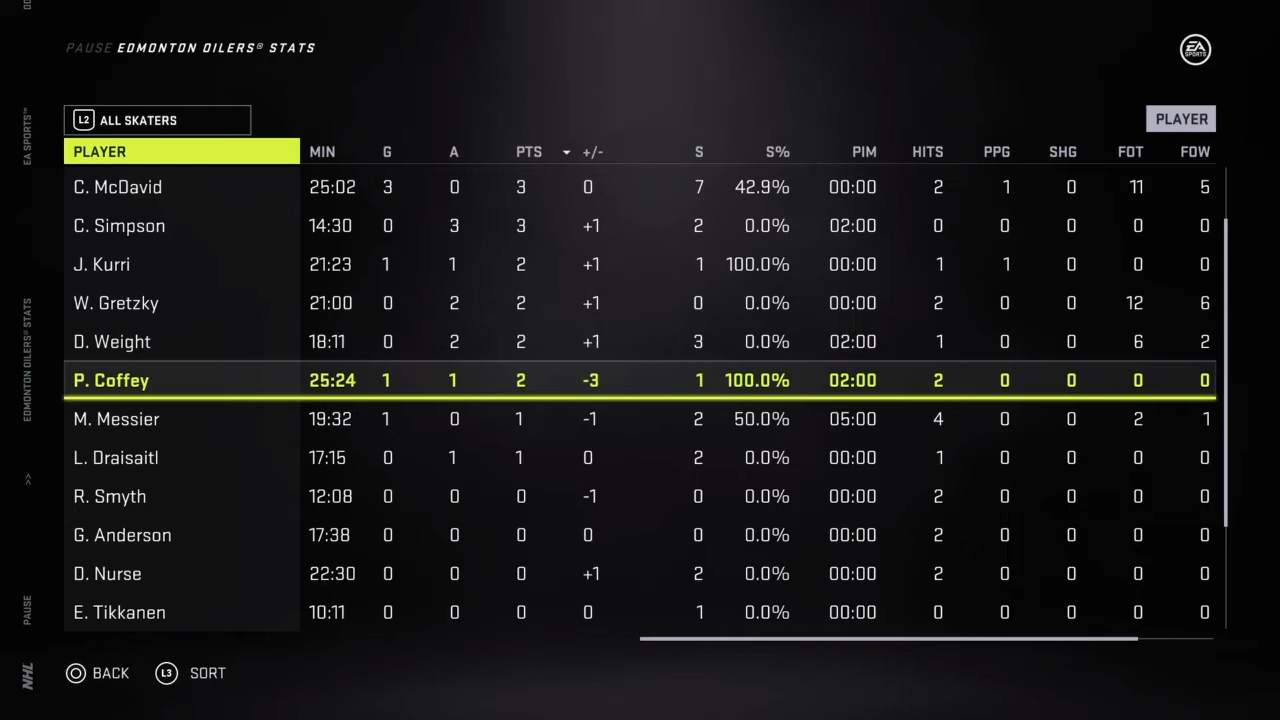 PAUSE EDMONTON OILERS® STATS
EA SPORTS
L2 ALL SKATERS
PLAYER
PLAYER MIN G A PTS +/- S S% PIM HITS PPG SHG FOT FOW
C. McDavid 25:02 3 0 3 0 7 42.9% 00:00 2 1 0 11 5
C. Simpson 14:30 0 3 3 +1 2 0.0% 02:00 0 0 0 0 0
J. Kurri 21:23 1 1 2 +1 1 100.0% 00:00 1 1 0 0 0
W. Gretzky 21:00 0 2 2 +1 0 0.0% 00:00 2 0 0 12 6
D. Weight 18:11 0 2 2 +1 3 0.0% 02:00 1 0 0 6 2
P. Coffey 25:24 1 1 2 -3 1 100.0% 02:00 2 0 0 0 0
M. Messier 19:32 1 0 1 -1 2 50.0% 05:00 4 0 0 2 1
L. Draisaitl 17:15 0 1 1 0 2 0.0% 00:00 1 0 0 0 0
R. Smyth 12:08 0 0 0 -1 0 0.0% 00:00 2 0 0 0 0
G. Anderson 17:38 0 0 0 0 0 0.0% 00:00 2 0 0 0 0
D. Nurse 22:30 0 0 0 +1 2 0.0% 00:00 2 0 0 0 0
E. Tikkanen 10:11 0 0 0 0 1 0.0% 00:00 0 0 0 0 0
BACK L3 SORT
NHL PAUSE >> EDMONTON OILERS® STATS EA SPORTS™